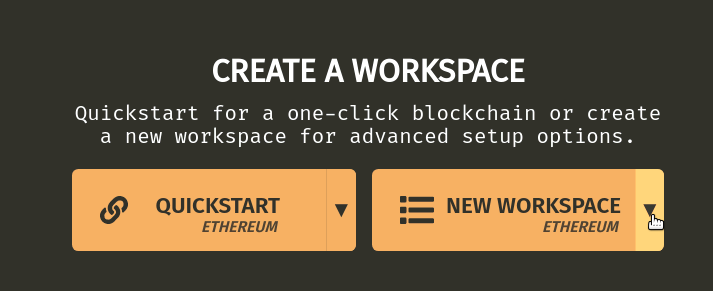 CREATE A WORKSPACE
Quickstart for a one-click blockchain or create
a new workspace for advanced setup options.
QUICKSTART
ETHEREUM
NEW WORKSPACE
ETHEREUM